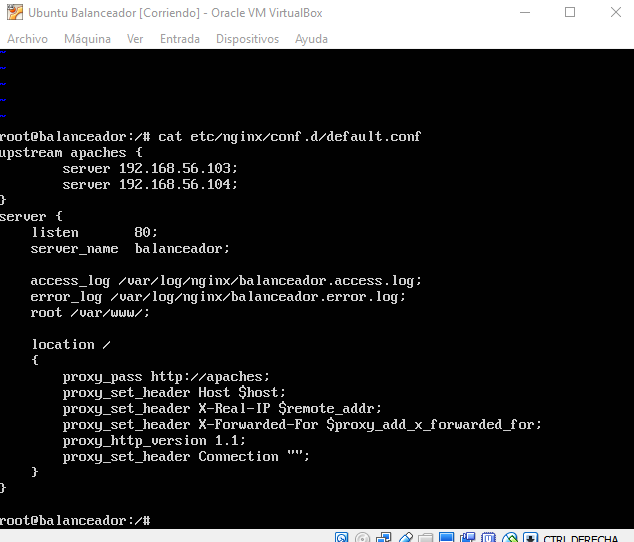 Ubuntu Balanceador [Corriendo] - Oracle VM VirtualBox
Archivo Máquina Ver Entrada Dispositivos Ayuda
~
~
~
~
~
root@balanceador:/# cat etc/nginx/conf.d/default.conf
upstream apaches {
        server 192.168.56.103;
        server 192.168.56.104;
}
server {
    listen       80;
    server_name  balanceador;

    access_log /var/log/nginx/balanceador.access.log;
    error_log /var/log/nginx/balanceador.error.log;
    root /var/www/;

    location /
    {
        proxy_pass http://apaches;
        proxy_set_header Host $host;
        proxy_set_header X-Real-IP $remote_addr;
        proxy_set_header X-Forwarded-For $proxy_add_x_forwarded_for;
        proxy_http_version 1.1;
        proxy_set_header Connection "";
    }
}

root@balanceador:/#
CTRL DERECHA